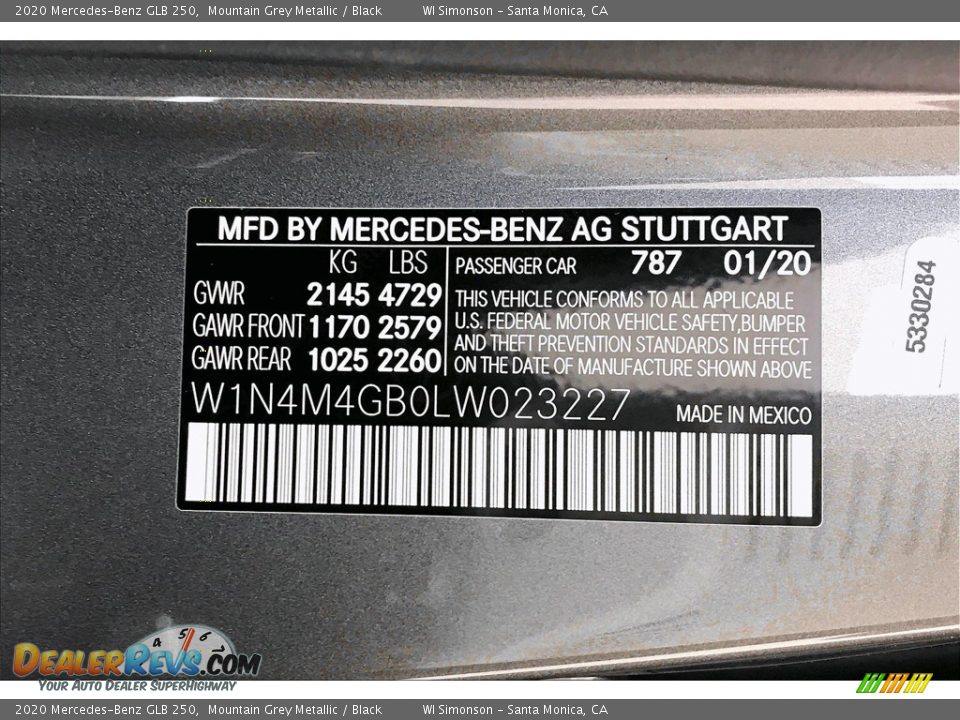 2020 Mercedes-Benz GLB 250, Mountain Grey Metallic / Black WI Simonson - Santa Monica, CA
MFD BY MERCEDES-BENZ AG STUTTGART
KG LBS
GVWR 2145 4729
GAWR FRONT 1170 2579
GAWR REAR 1025 2260
PASSENGER CAR 787 01/20
THIS VEHICLE CONFORMS TO ALL APPLICABLE
U.S. FEDERAL MOTOR VEHICLE SAFETY,BUMPER
AND THEFT PREVENTION STANDARDS IN EFFECT
ON THE DATE OF MANUFACTURE SHOWN ABOVE
W1N4M4GB0LW023227
MADE IN MEXICO
5330284
4 5 6
DEALERREVS.COM
YOUR AUTO DEALER SUPERHIGHWAY
2020 Mercedes-Benz GLB 250, Mountain Grey Metallic / Black WI Simonson - Santa Monica, CA